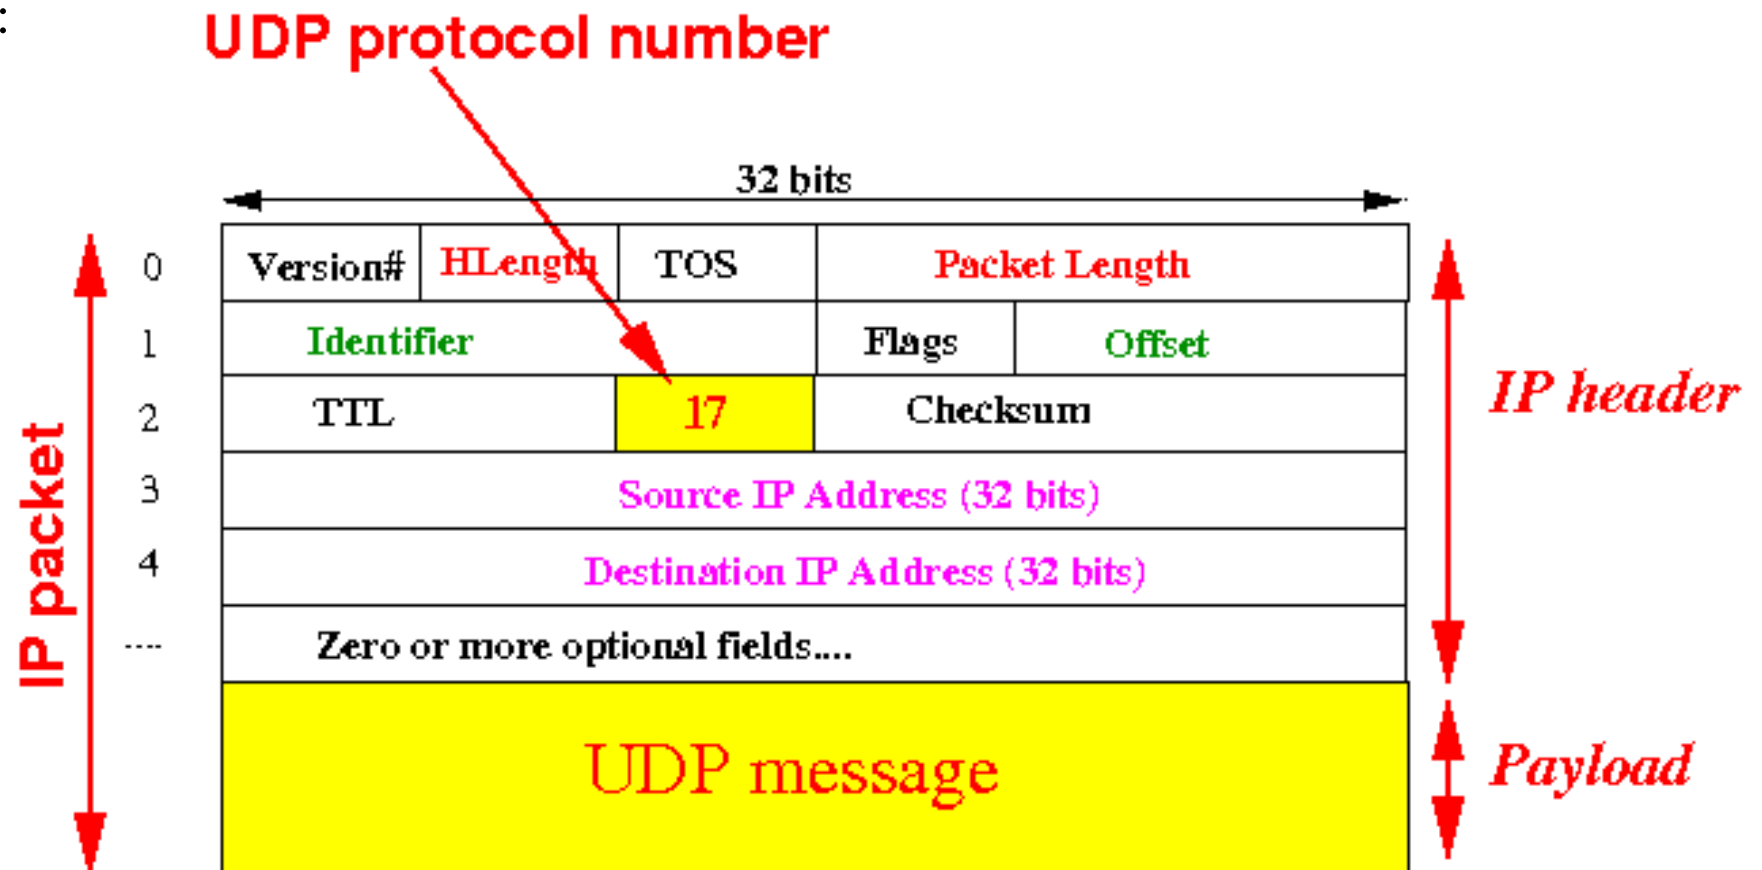 :
UDP protocol number
32 bits
0 Version# HLength TOS Packet Length
1 Identifier Flags Offset
2 TTL 17 Checksum
3 Source IP Address (32 bits)
4 Destination IP Address (32 bits)
---- Zero or more optional fields....
UDP message
IP packet
IP header
Payload